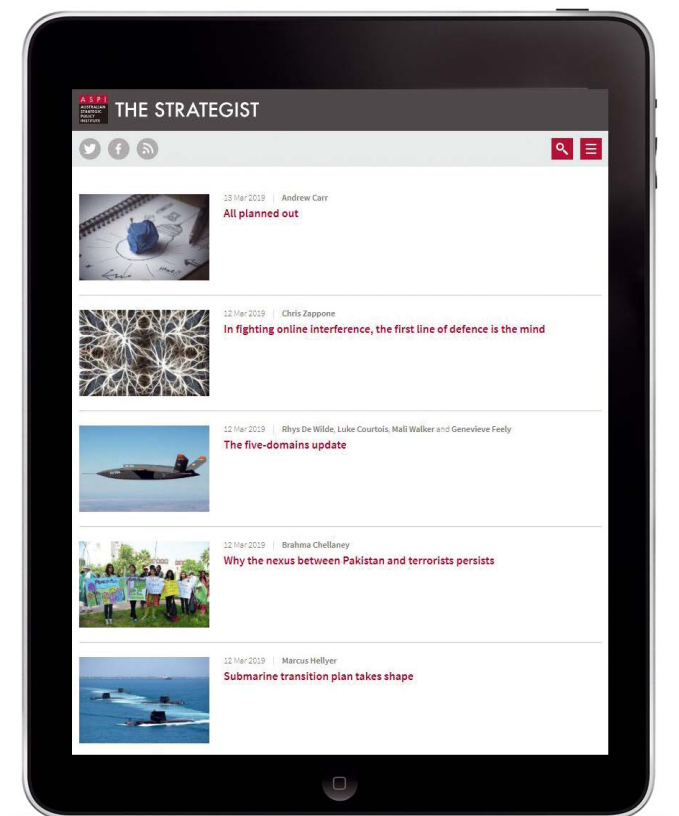 ASPI
AUSTRALIAN
STRATEGIC
POLICY
INSTITUTE
THE STRATEGIST
13 Mar 2019 | Andrew Carr
All planned out
12 Mar 2019 | Chris Zappone
In fighting online interference, the first line of defence is the mind
12 Mar 2019 | Rhys De Wilde, Luke Courtois, Mali Walker and Genevieve Feely
The five-domains update
12 Mar 2019 | Brahma Chellaney
Why the nexus between Pakistan and terrorists persists
12 Mar 2019 | Marcus Hellyer
Submarine transition plan takes shape